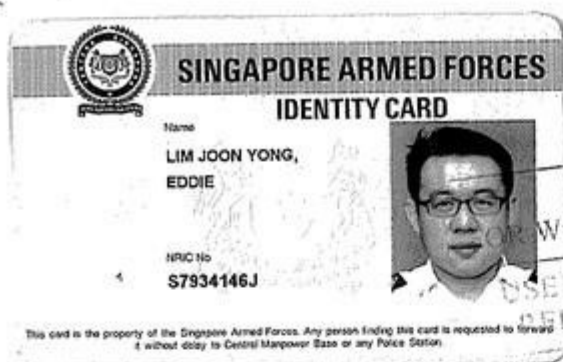 SINGAPORE ARMED FORCES
IDENTITY CARD
Name
LIM JOON YONG,
EDDIE
NRIC No
S7934146J
This card is the property of the Singapore Armed Forces. Any person finding this card is requested to forward
it without delay to Central Manpower Base or any Police Station.